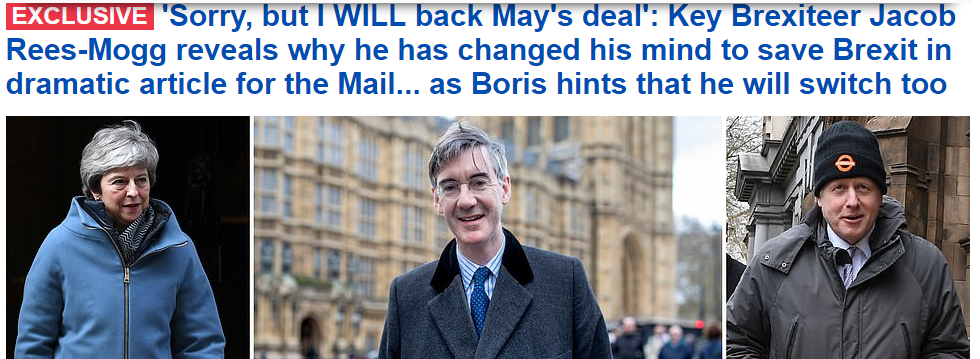 EXCLUSIVE 'Sorry, but I WILL back May's deal': Key Brexiteer Jacob
Rees-Mogg reveals why he has changed his mind to save Brexit in
dramatic article for the Mail... as Boris hints that he will switch too